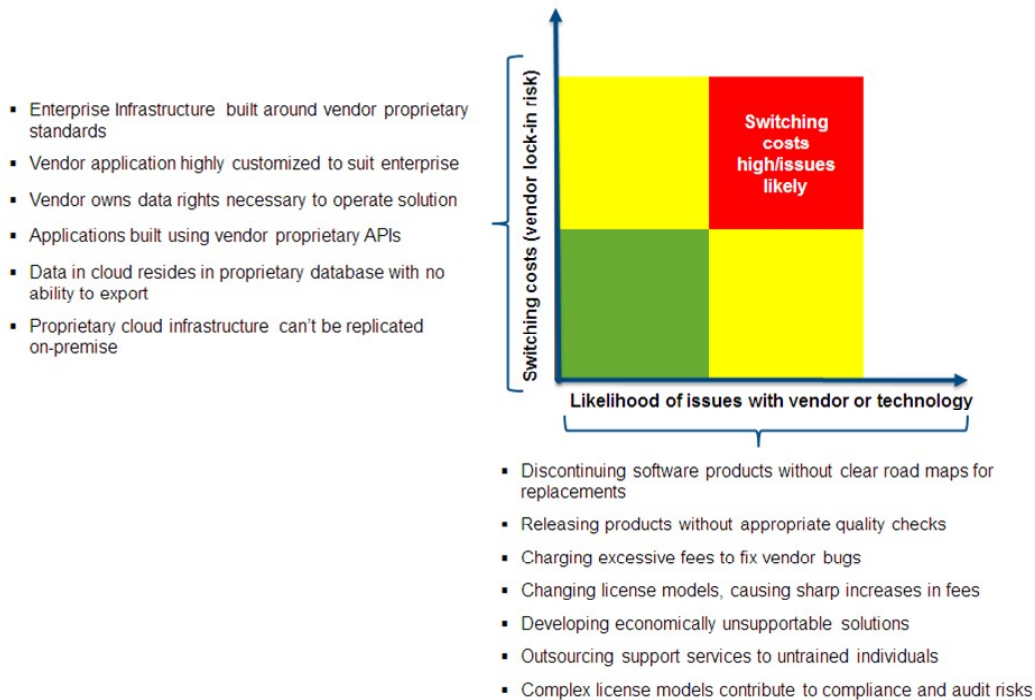 ▪ Enterprise Infrastructure built around vendor proprietary
standards
▪ Vendor application highly customized to suit enterprise
▪ Vendor owns data rights necessary to operate solution
▪ Applications built using vendor proprietary APIs
▪ Data in cloud resides in proprietary database with no
ability to export
▪ Proprietary cloud infrastructure can't be replicated
on-premise
Switching costs (vendor lock-in risk)
Switching
costs
high/issues
likely
Likelihood of issues with vendor or technology
▪ Discontinuing software products without clear road maps for
replacements
▪ Releasing products without appropriate quality checks
▪ Charging excessive fees to fix vendor bugs
▪ Changing license models, causing sharp increases in fees
▪ Developing economically unsupportable solutions
▪ Outsourcing support services to untrained individuals
▪ Complex license models contribute to compliance and audit risks